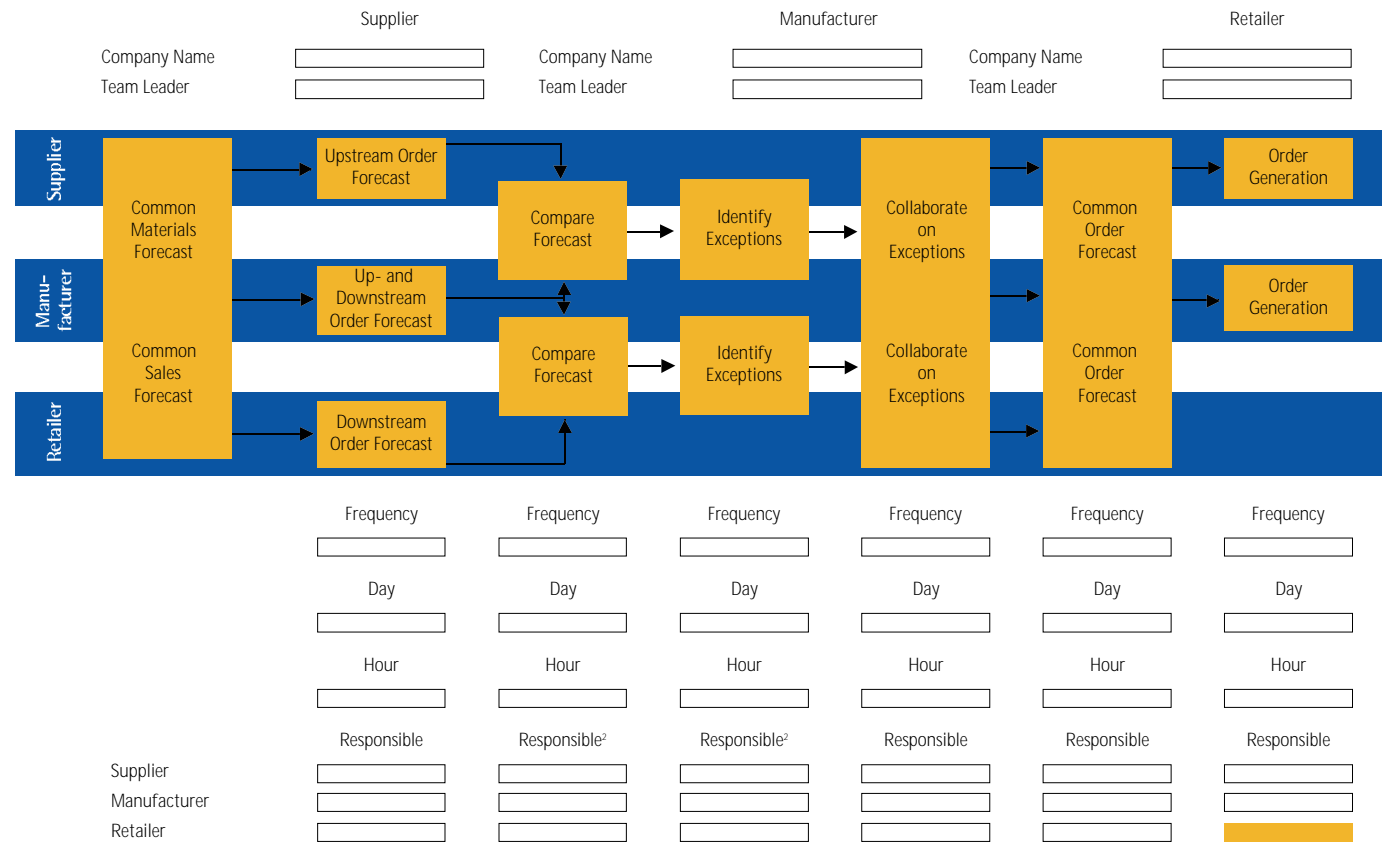 Supplier
Manufacturer
Retailer
Company Name
Company Name
Company Name
Team Leader
Team Leader
Team Leader
Supplier
Manu-
facturer
Retailer
Common
Materials
Forecast
Common
Sales
Forecast
Upstream Order
Forecast
Up- and
Downstream
Order Forecast
Downstream
Order Forecast
Compare
Forecast
Compare
Forecast
Identify
Exceptions
Identify
Exceptions
Collaborate
on
Exceptions
Collaborate
on
Exceptions
Common
Order
Forecast
Common
Order
Forecast
Order
Generation
Order
Generation
Frequency
Frequency
Frequency
Frequency
Frequency
Frequency
Day
Day
Day
Day
Day
Day
Hour
Hour
Hour
Hour
Hour
Hour
Responsible
Responsible²
Responsible²
Responsible
Responsible
Responsible
Supplier
Manufacturer
Retailer